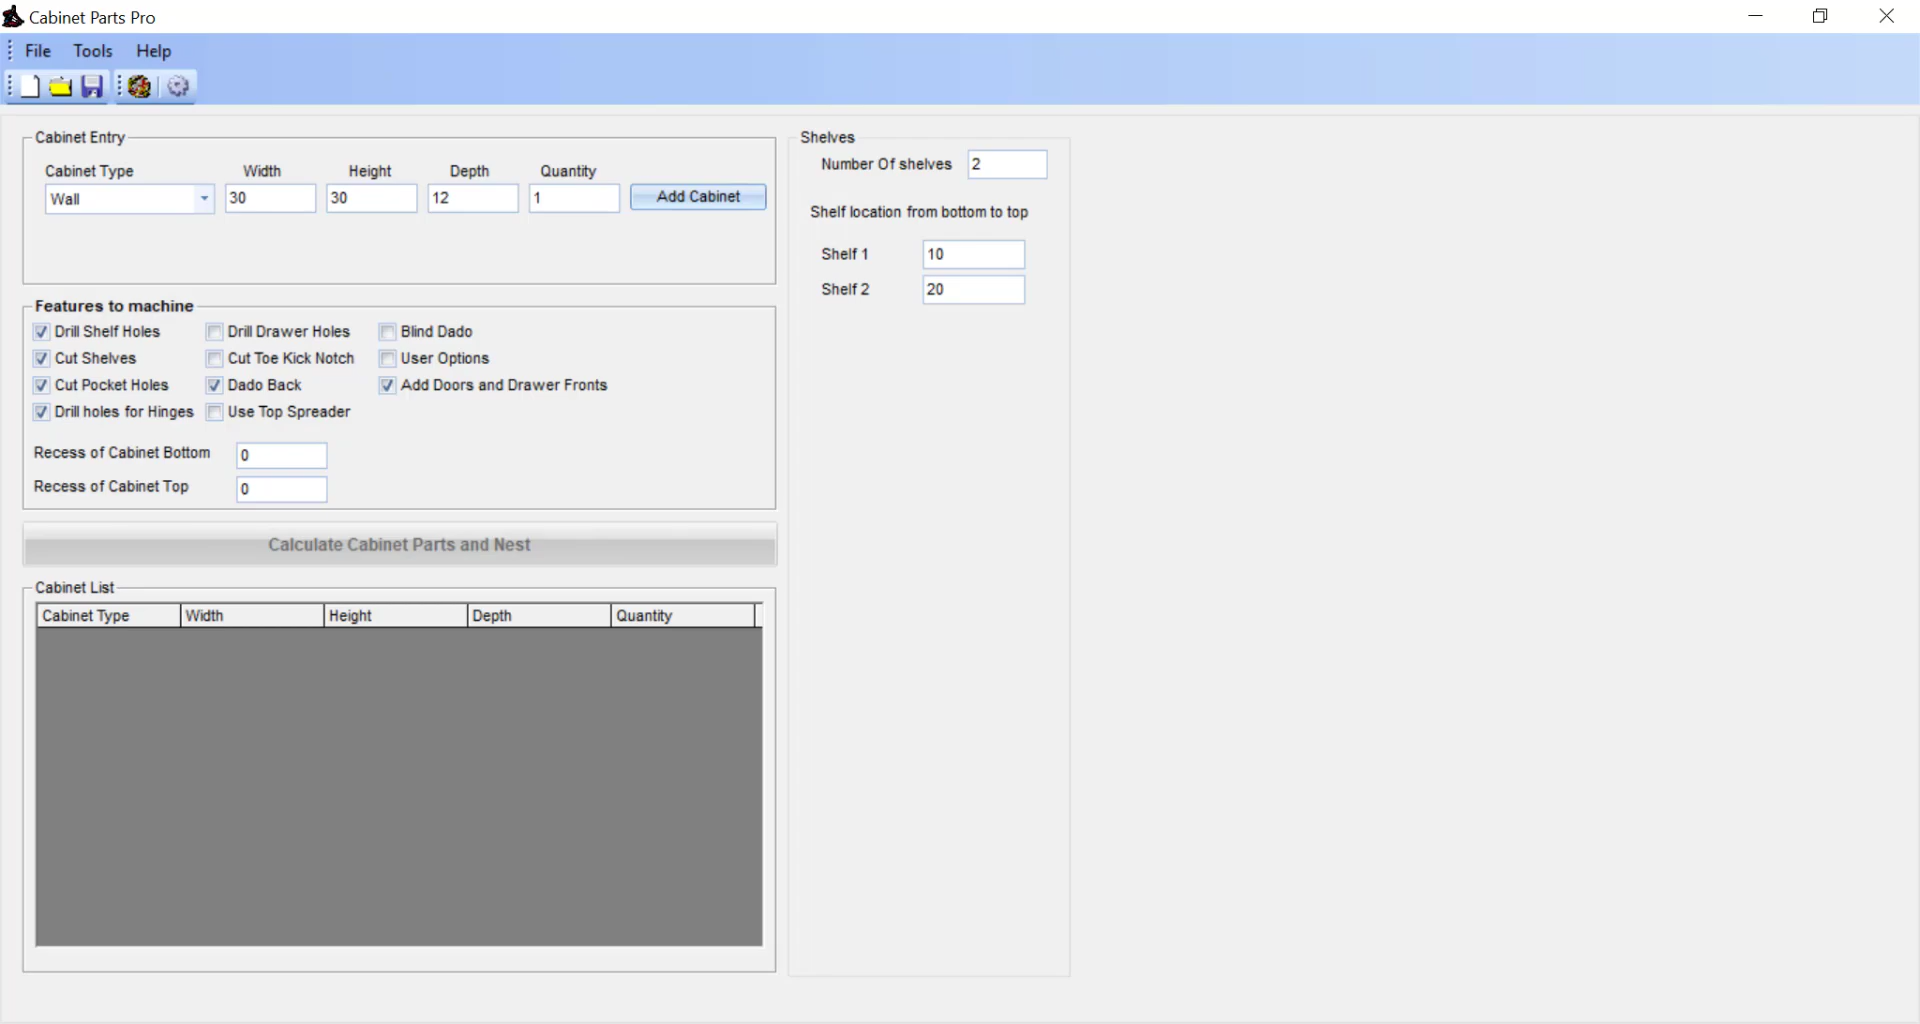 Cabinet Parts Pro
File Tools Help
Cabinet Entry
Cabinet Type Width Height Depth Quantity
Wall 30 30 12 1 Add Cabinet
Features to machine
Drill Shelf Holes Drill Drawer Holes Blind Dado
Cut Shelves Cut Toe Kick Notch User Options
Cut Pocket Holes Dado Back Add Doors and Drawer Fronts
Drill holes for Hinges Use Top Spreader
Recess of Cabinet Bottom 0
Recess of Cabinet Top 0
Calculate Cabinet Parts and Nest
Cabinet List
Cabinet Type Width Height Depth Quantity
Shelves
Number Of shelves 2
Shelf location from bottom to top
Shelf 1 10
Shelf 2 20